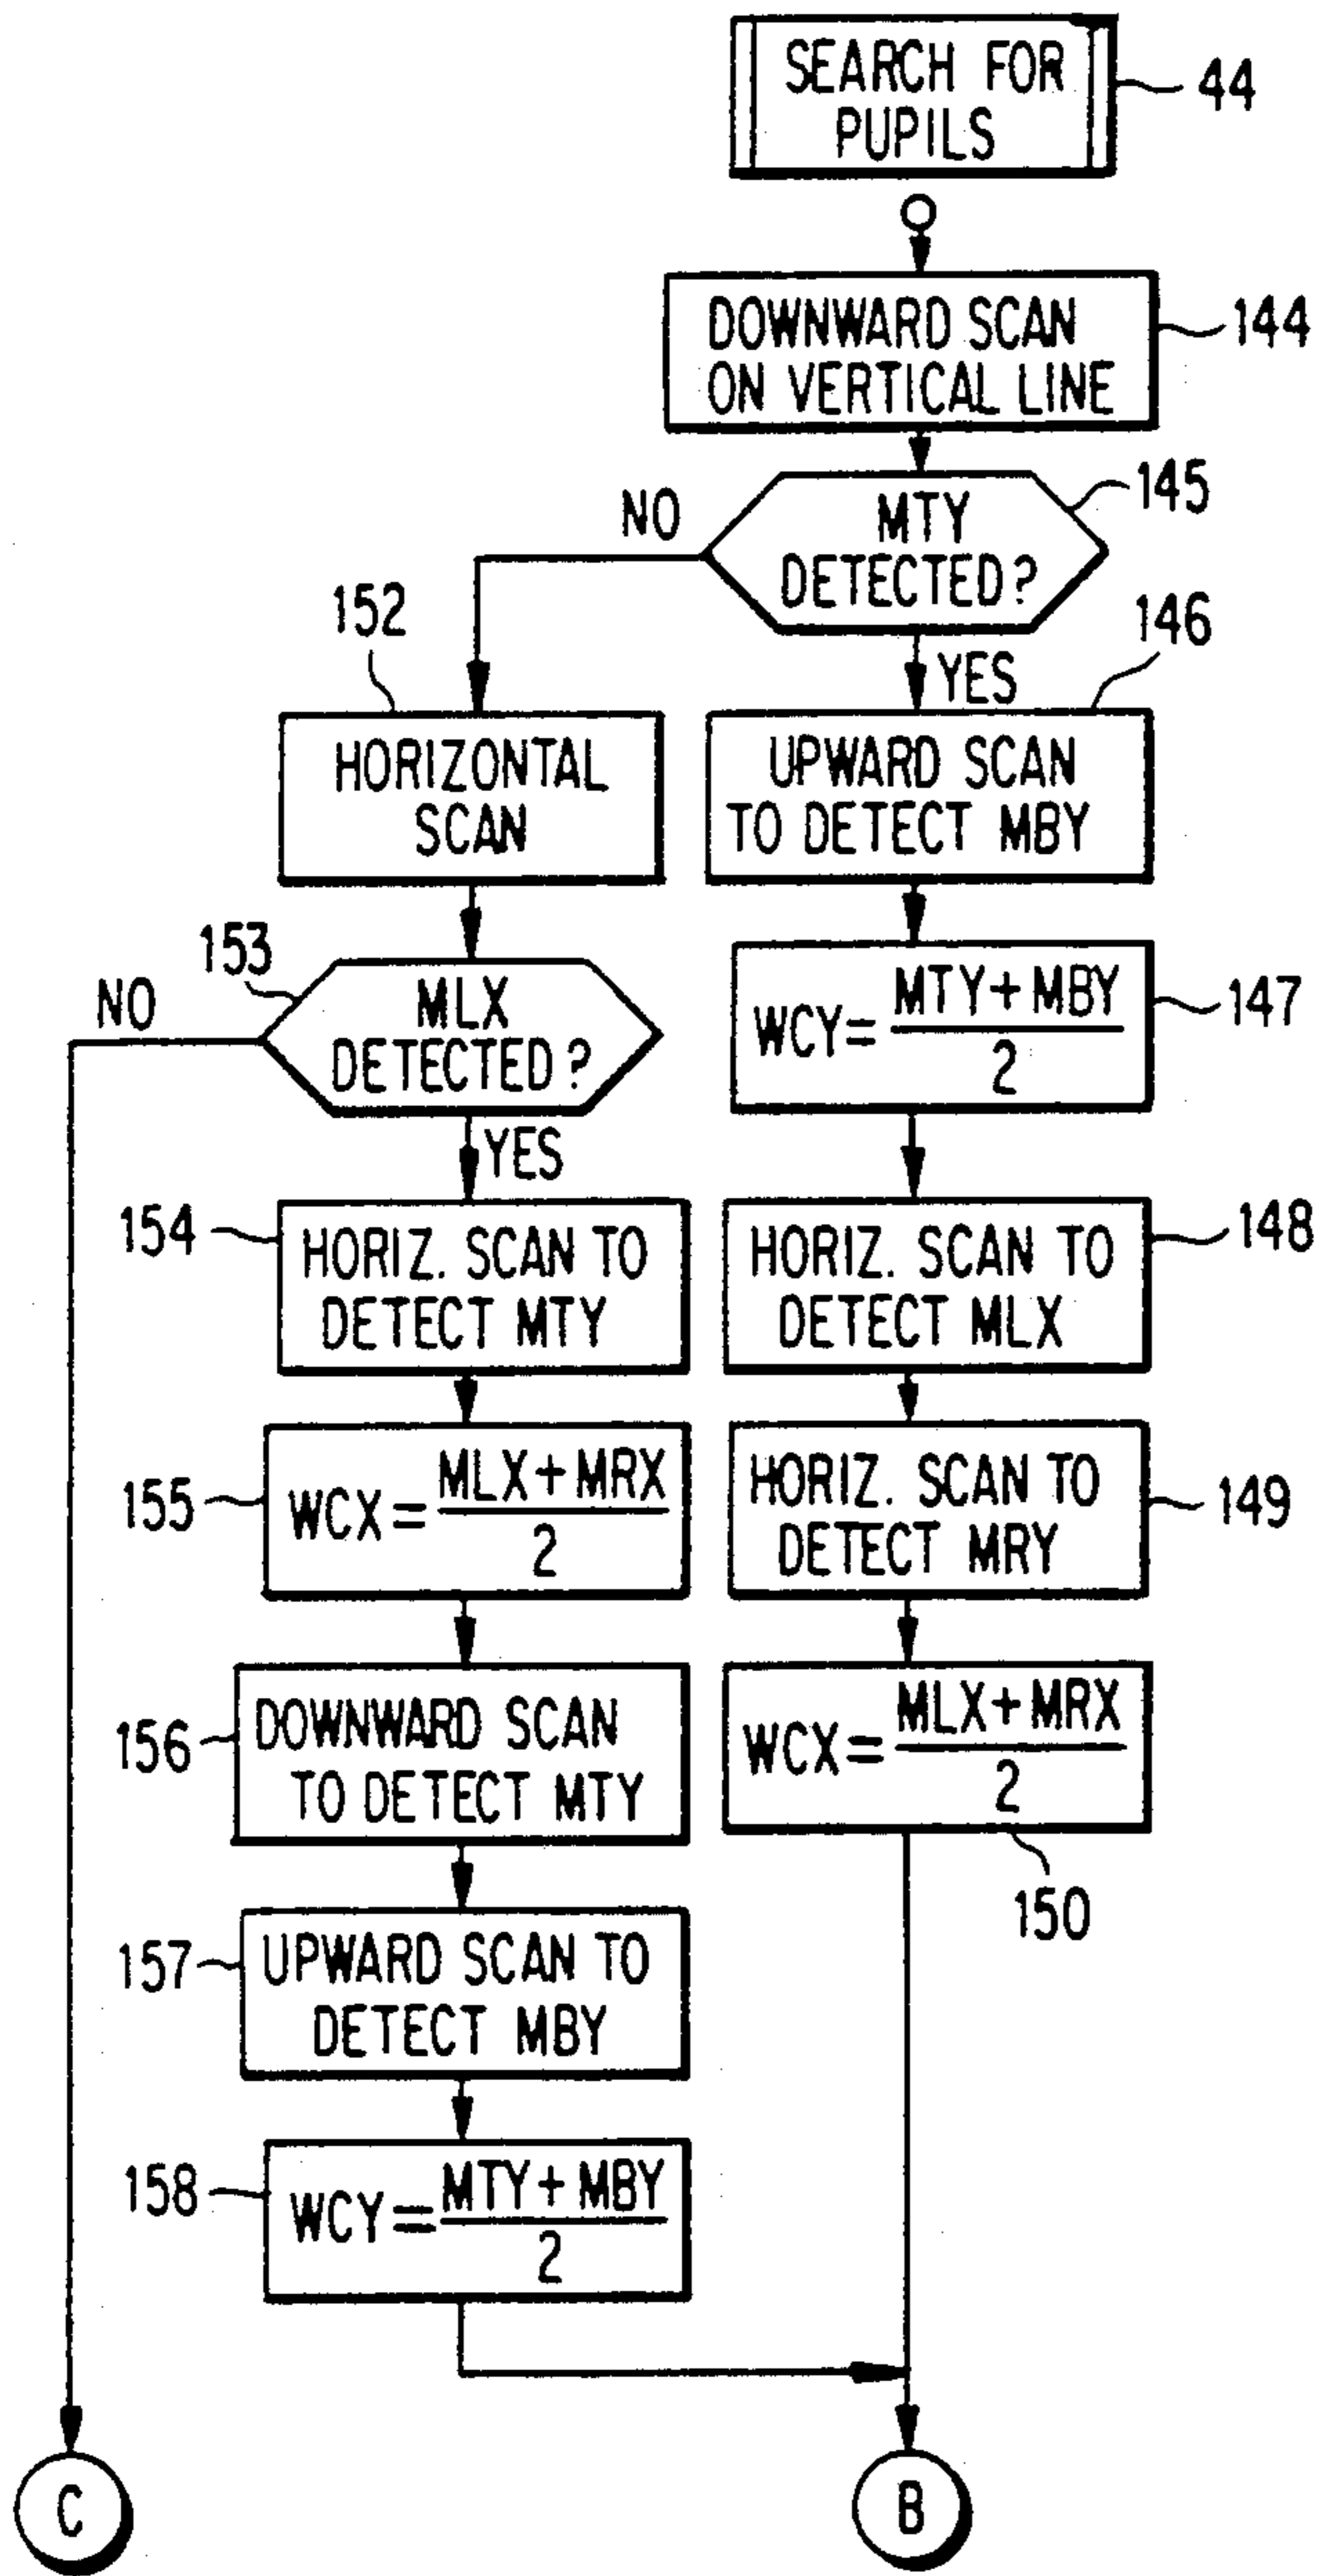 SEARCH FOR
PUPILS
44
DOWNWARD SCAN
ON VERTICAL LINE
144
MTY
DETECTED?
145
NO
YES
146
UPWARD SCAN
TO DETECT MBY
WCY = MTY + MBY
2
147
HORIZ. SCAN TO
DETECT MLX
148
HORIZ. SCAN TO
DETECT MRY
149
WCX = MLX + MRX
2
150
152
HORIZONTAL
SCAN
153
MLX
DETECTED?
NO
YES
154
HORIZ. SCAN TO
DETECT MTY
155
WCX = MLX + MRX
2
156
DOWNWARD SCAN
TO DETECT MTY
157
UPWARD SCAN TO
DETECT MBY
158
WCY = MTY + MBY
2
C
B